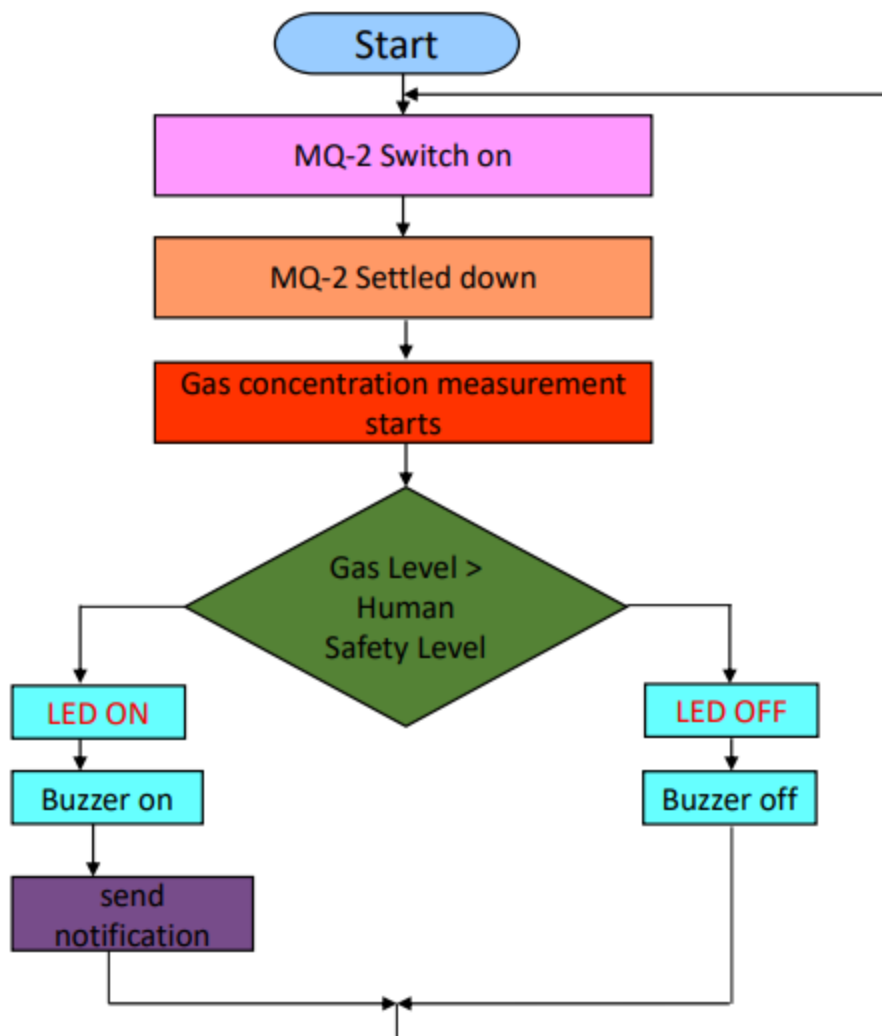 Start
MQ-2 Switch on
MQ-2 Settled down
Gas concentration measurement
starts
Gas Level >
Human
Safety Level
LED ON
LED OFF
Buzzer on
Buzzer off
send
notification